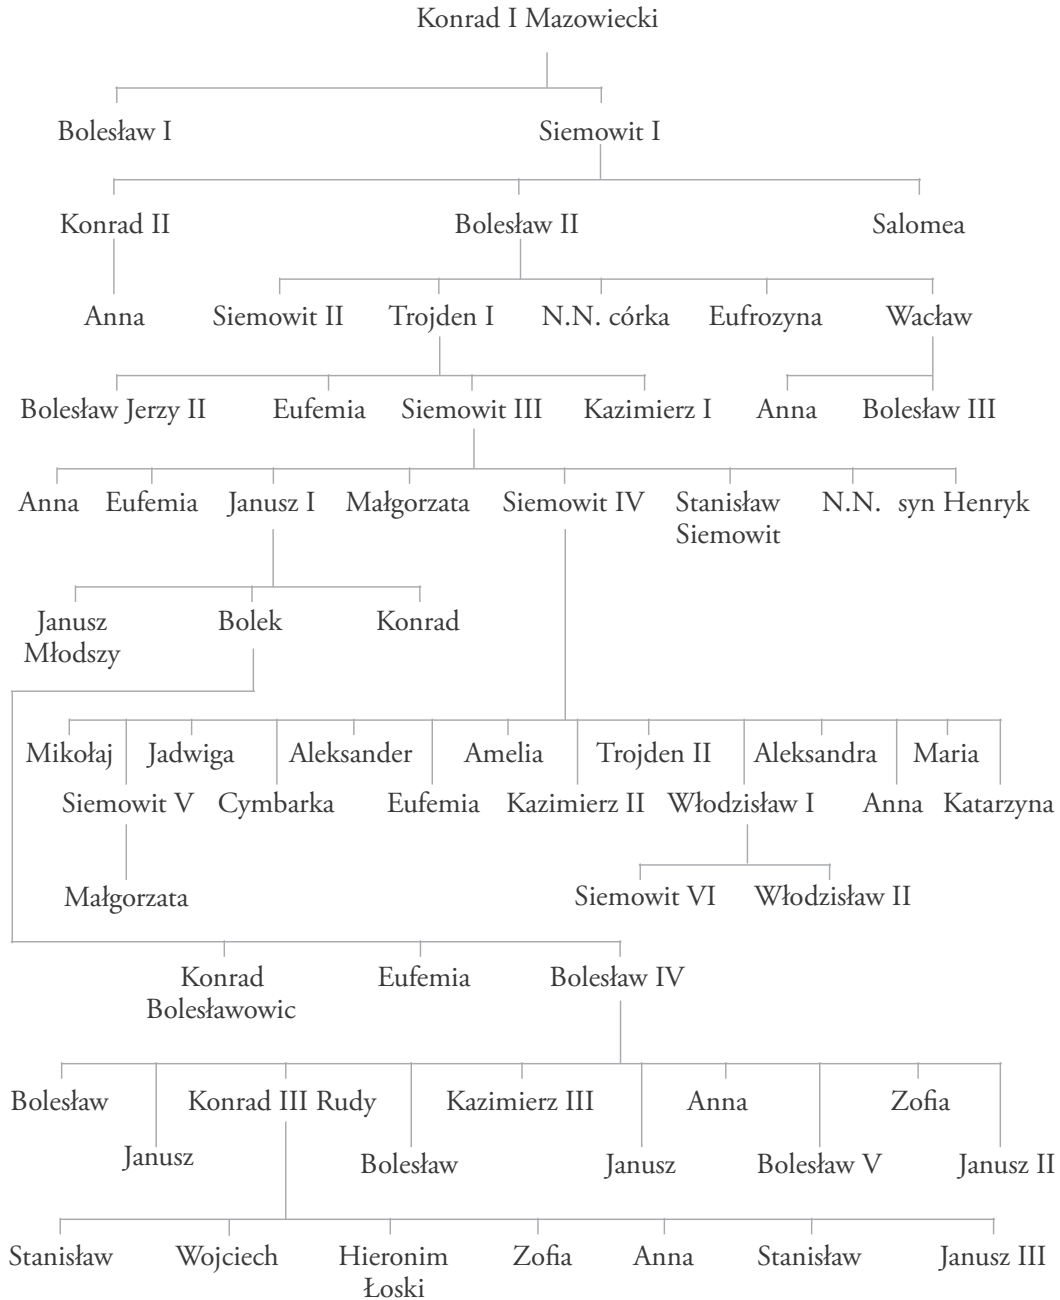 Konrad I Mazowiecki
Bolesław I Siemowit I
Konrad II Bolesław II Salomea
Anna Siemowit II Trojden I N.N. córka Eufrozyna Wacław
Bolesław Jerzy II Eufemia Siemowit III Kazimierz I Anna Bolesław III
Anna Eufemia Janusz I Małgorzata Siemowit IV Stanisław N.N. syn Henryk
Siemowit
Janusz Bolek Konrad
Młodszy
Mikołaj Jadwiga Aleksander Amelia Trojden II Aleksandra Maria
Siemowit V Cymbarka Eufemia Kazimierz II Włodzisław I Anna Katarzyna
Małgorzata Siemowit VI Włodzisław II
Konrad Eufemia Bolesław IV
Bolesławowic
Bolesław Konrad III Rudy Kazimierz III Anna Zofia
Janusz Bolesław Janusz Bolesław V Janusz II
Stanisław Wojciech Hieronim Zofia Anna Stanisław Janusz III
Łoski